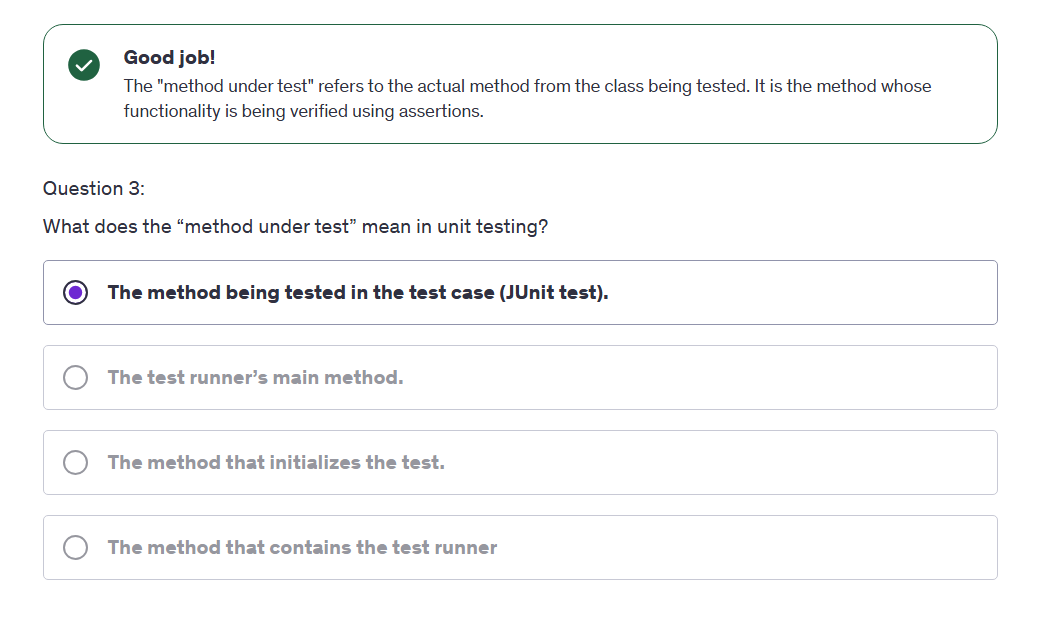 Good job!
The "method under test" refers to the actual method from the class being tested. It is the method whose
functionality is being verified using assertions.
Question 3:
What does the “method under test” mean in unit testing?
The method being tested in the test case (JUnit test).
The test runner’s main method.
The method that initializes the test.
The method that contains the test runner